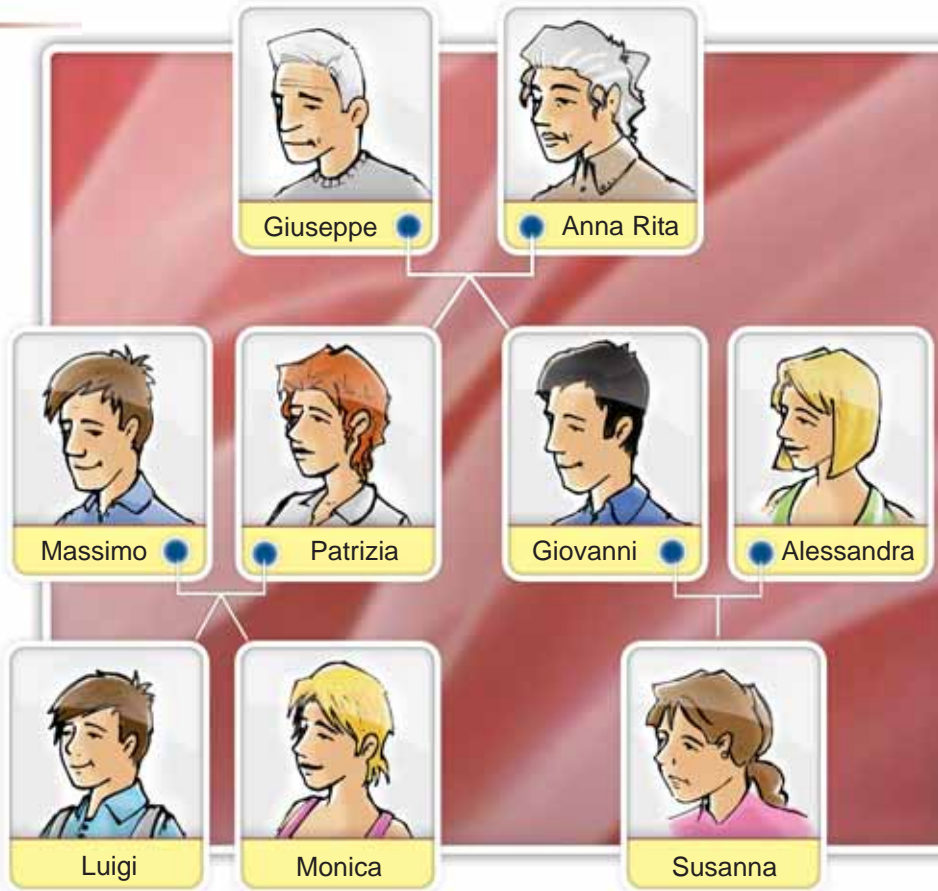 Giuseppe
Anna Rita
Massimo
Patrizia
Giovanni
Alessandra
Luigi
Monica
Susanna